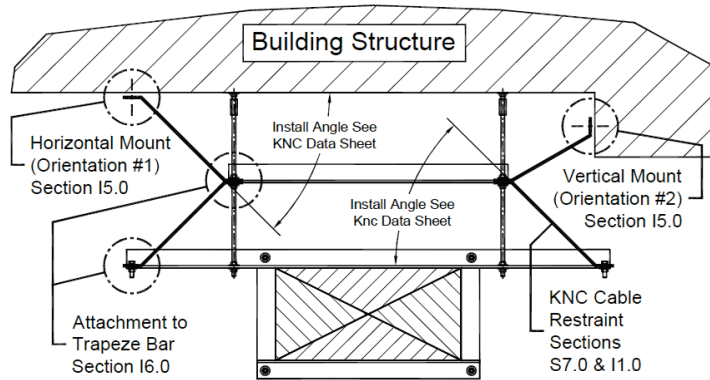 Building Structure
Install Angle See
KNC Data Sheet
Horizontal Mount
(Orientation #1)
Section I5.0
Install Angle See
Knc Data Sheet
Vertical Mount
(Orientation #2)
Section I5.0
Attachment to
Trapeze Bar
Section I6.0
KNC Cable
Restraint
Sections
S7.0 & I1.0